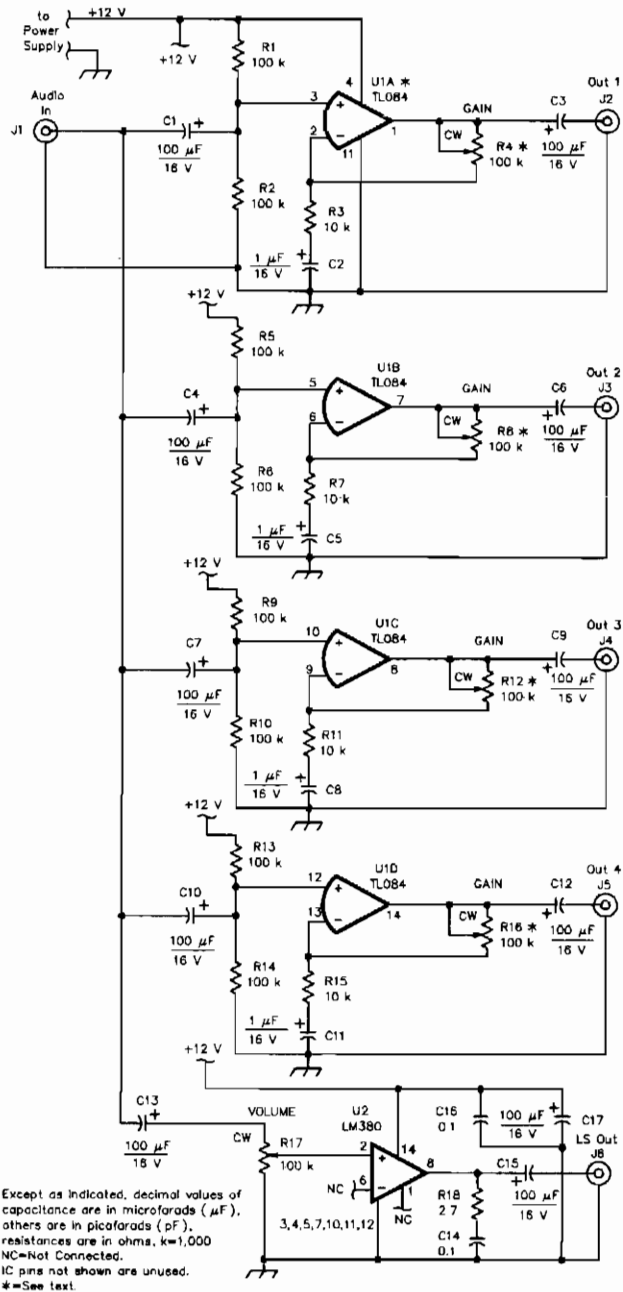 to
Power
Supply
+12 V
+12 V
R1
100 k
4
U1A *
TL084
Out 1
J2
Audio
In
J1
C1
+
100 µF
16 V
3
+
2
−
11
1
GAIN
CW
R4 *
100 k
C3
+
100 µF
16 V
R2
100 k
R3
10 k
1 µF
16 V
+
C2
+12 V
R5
100 k
U1B
TL084
Out 2
J3
C4
+
100 µF
16 V
5
+
6
−
7
GAIN
CW
R8 *
100 k
C6
+
100 µF
16 V
R6
100 k
R7
10 k
1 µF
16 V
+
C5
+12 V
R9
100 k
U1C
TL084
Out 3
J4
C7
+
100 µF
16 V
10
+
9
−
8
GAIN
CW
R12 *
100 k
C9
+
100 µF
16 V
R10
100 k
R11
10 k
1 µF
16 V
+
C8
+12 V
R13
100 k
U1D
TL084
Out 4
J5
C10
+
100 µF
16 V
12
+
13
−
14
GAIN
CW
R16 *
100 k
C12
+
100 µF
16 V
R14
100 k
R15
10 k
1 µF
16 V
+
C11
+12 V
C13
+
100 µF
16 V
VOLUME
CW
R17
100 k
U2
LM380
2
+
6
−
NC
14
8
1
NC
3,4,5,7,10,11,12
C16
0.1
100 µF
16 V
+
C17
LS Out
J6
C15
+
100 µF
16 V
R18
2.7
C14
0.1
Except as indicated, decimal values of
capacitance are in microfarads (µF),
others are in picofarads (pF),
resistances are in ohms, k=1,000
NC=Not Connected.
IC pins not shown are unused.
*=See text.